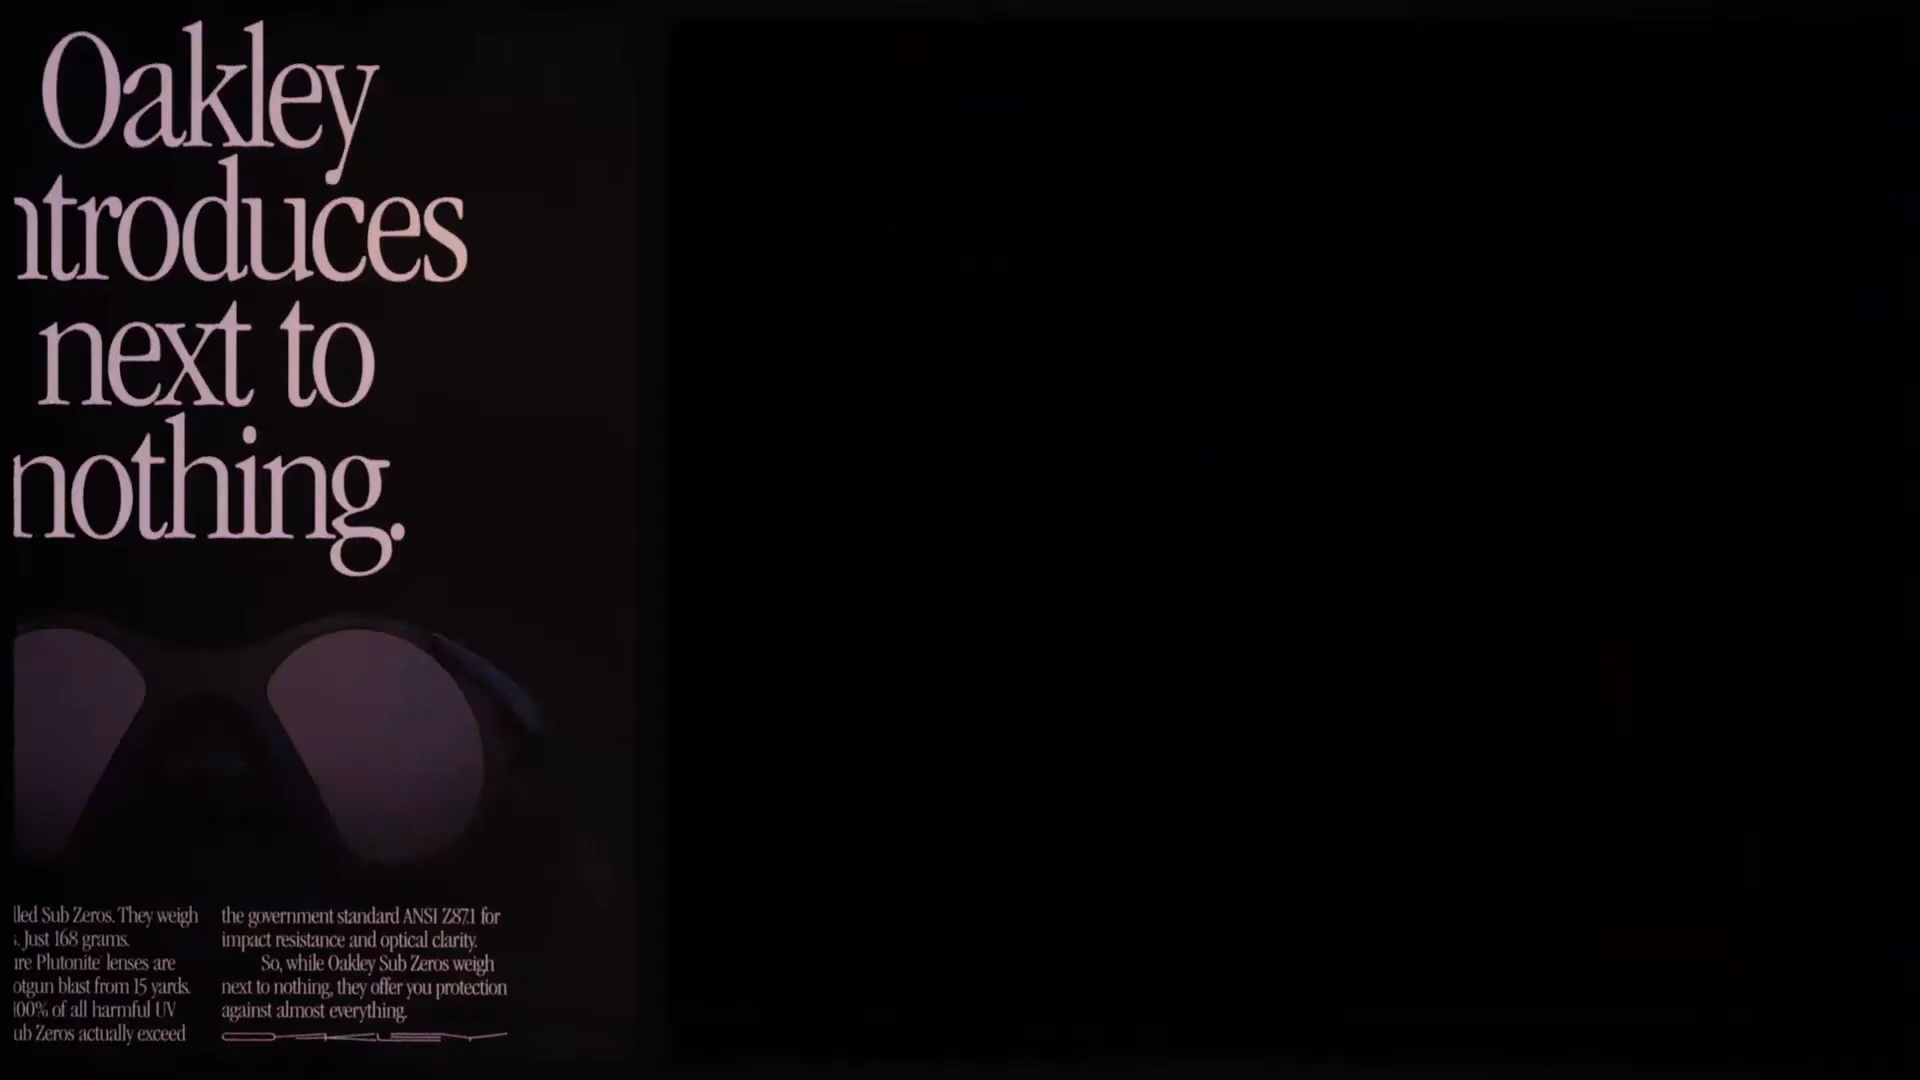 Oakley
ntroduces
next to
nothing.
lled Sub Zeros. They weigh
s. Just 168 grams.
ure Plutonite lenses are
otgun blast from 15 yards.
100% of all harmful UV
ub Zeros actually exceed
the government standard ANSI Z87.1 for
impact resistance and optical clarity.
So, while Oakley Sub Zeros weigh
next to nothing, they offer you protection
against almost everything.